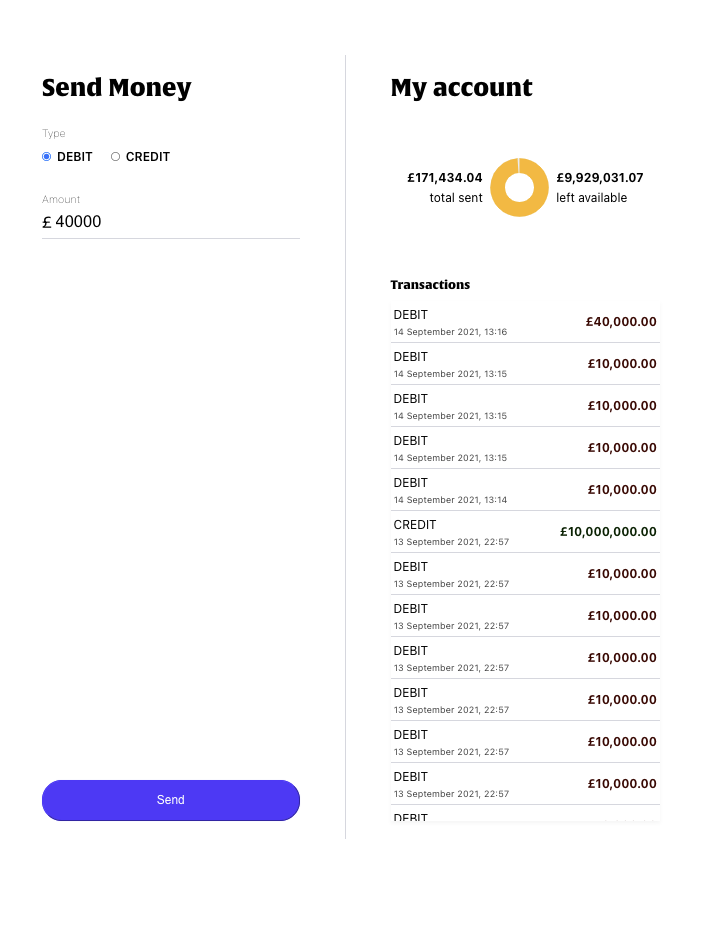 Send Money
Type
DEBIT
CREDIT
Amount
£ 40000
Send
My account
£171,434.04
total sent
£9,929,031.07
left available
Transactions
DEBIT
£40,000.00
14 September 2021, 13:16
DEBIT
£10,000.00
14 September 2021, 13:15
DEBIT
£10,000.00
14 September 2021, 13:15
DEBIT
£10,000.00
14 September 2021, 13:15
DEBIT
£10,000.00
14 September 2021, 13:14
CREDIT
£10,000,000.00
13 September 2021, 22:57
DEBIT
£10,000.00
13 September 2021, 22:57
DEBIT
£10,000.00
13 September 2021, 22:57
DEBIT
£10,000.00
13 September 2021, 22:57
DEBIT
£10,000.00
13 September 2021, 22:57
DEBIT
£10,000.00
13 September 2021, 22:57
DEBIT
£10,000.00
13 September 2021, 22:57
DEBIT